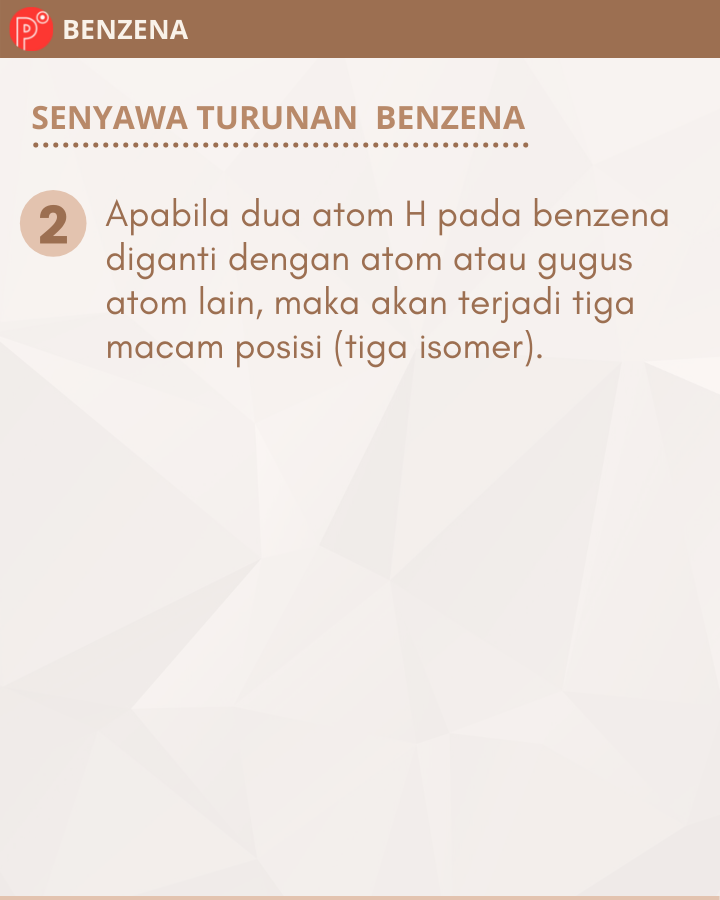 BENZENA
SENYAWA TURUNAN BENZENA
2
Apabila dua atom H pada benzena
diganti dengan atom atau gugus
atom lain, maka akan terjadi tiga
macam posisi (tiga isomer).